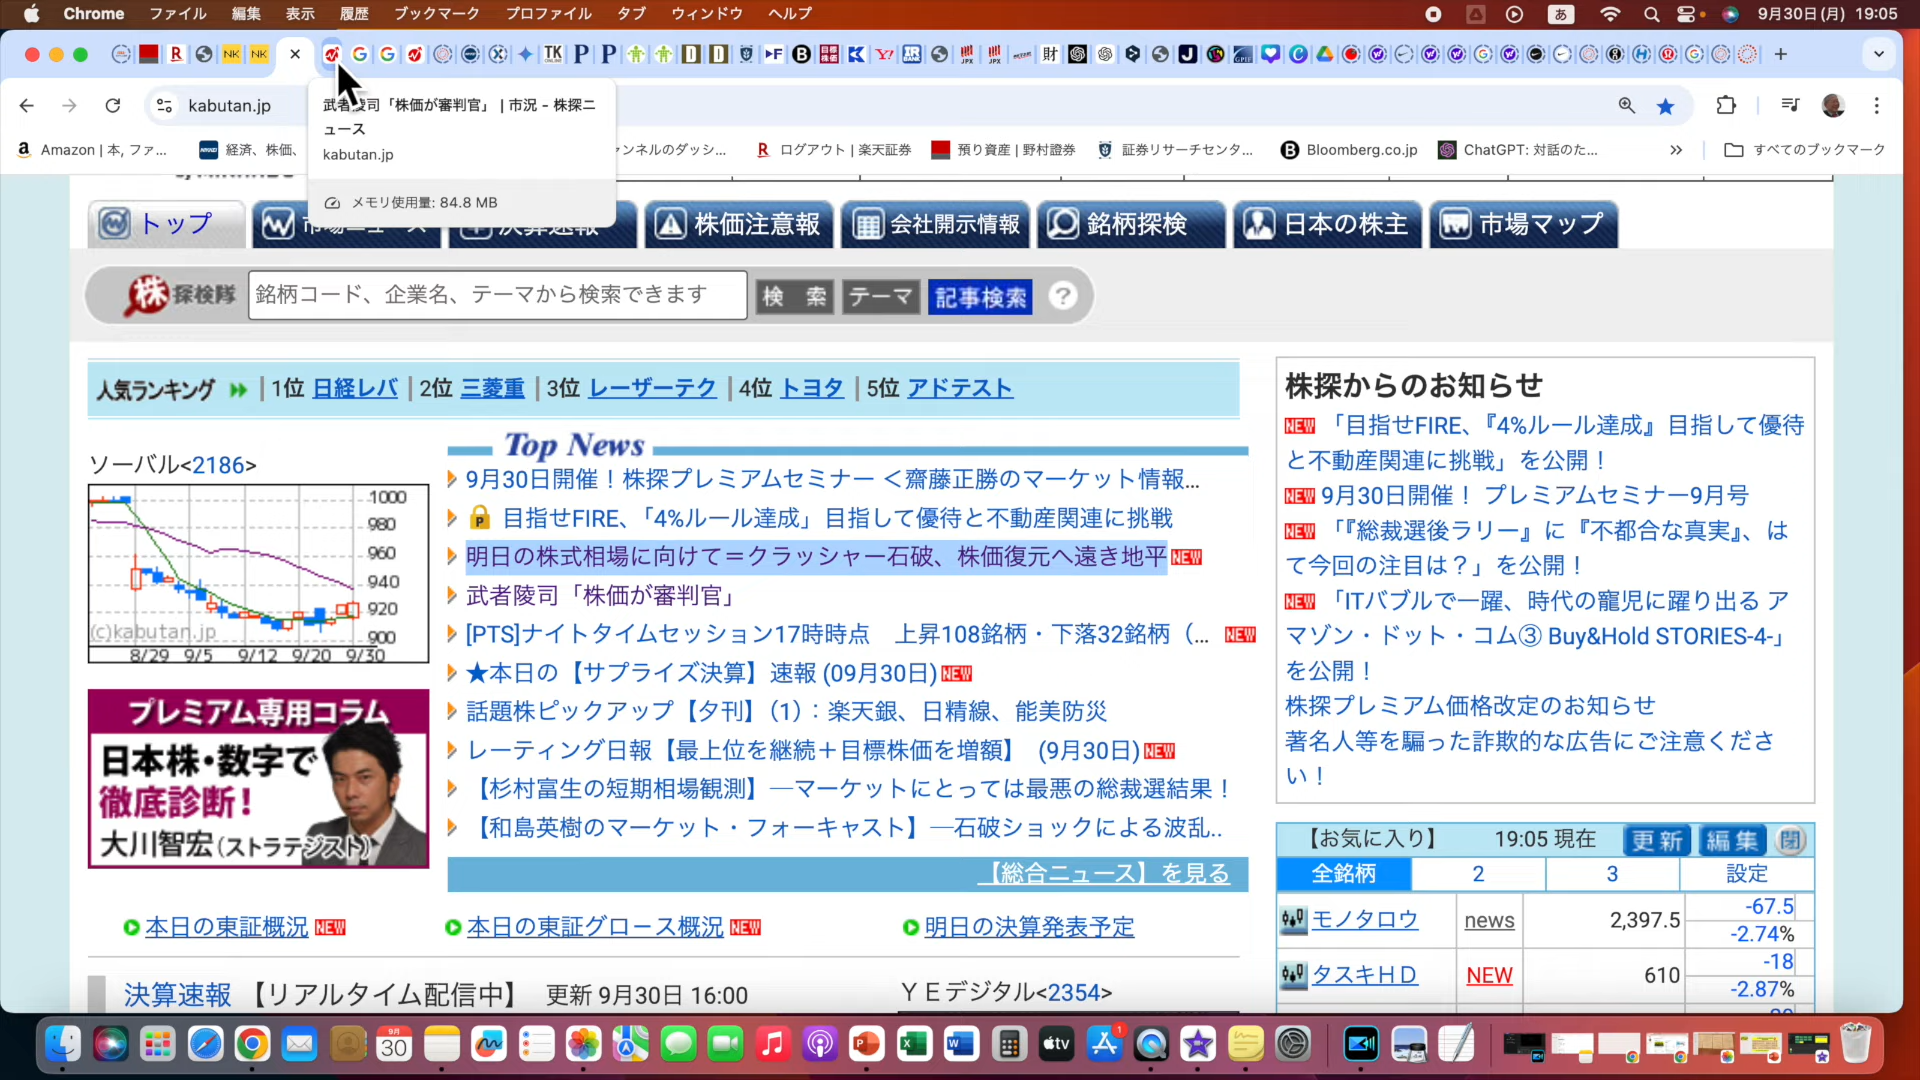 Chrome ファイル 編集 表示 履歴 ブックマーク プロファイル タブ ウィンドウ ヘルプ あ 9月30日(月) 19:05
kabutan.jp
武者陵司「株価が審判官」 | 市況 - 株探ニ
ュース
kabutan.jp
メモリ使用量: 84.8 MB
Amazon | 本, ファ... 経済、株価、 ンネルのダッシ... ログアウト | 楽天証券 預り資産 | 野村證券 証券リサーチセンタ... Bloomberg.co.jp ChatGPT: 対話のた... » すべてのブックマーク
トップ 株価注意報 会社開示情報 銘柄探検 日本の株主 市場マップ
株探検隊 銘柄コード、企業名、テーマから検索できます 検 索 テーマ 記事検索 ?
人気ランキング 1位 日経レバ | 2位 三菱重 | 3位 レーザーテク | 4位 トヨタ | 5位 アドテスト
ソーバル<2186>
1000
980
960
940
920
900
(c)kabutan.jp
8/29 9/5 9/12 9/20 9/30
プレミアム専用コラム
日本株・数字で
徹底診断!
大川智宏(ストラテジスト)
Top News
9月30日開催！株探プレミアムセミナー ＜齋藤正勝のマーケット情報...
目指せFIRE、「4%ルール達成」目指して優待と不動産関連に挑戦
明日の株式相場に向けて＝クラッシャー石破、株価復元へ遠き地平 NEW
武者陵司「株価が審判官」
[PTS]ナイトタイムセッション17時時点 上昇108銘柄・下落32銘柄（... NEW
★本日の【サプライズ決算】速報 (09月30日) NEW
話題株ピックアップ【夕刊】（1）：楽天銀、日精線、能美防災
レーティング日報【最上位を継続＋目標株価を増額】 (9月30日) NEW
【杉村富生の短期相場観測】─マーケットにとっては最悪の総裁選結果！
【和島英樹のマーケット・フォーキャスト】─石破ショックによる波乱..
【総合ニュース】を見る
本日の東証概況 NEW 本日の東証グロース概況 NEW 明日の決算発表予定
決算速報 【リアルタイム配信中】 更新 9月30日 16:00 ＹＥデジタル<2354>
株探からのお知らせ
NEW 「目指せFIRE、『4%ルール達成』目指して優待
と不動産関連に挑戦」を公開！
NEW 9月30日開催！ プレミアムセミナー9月号
NEW 「『総裁選後ラリー』に『不都合な真実』、は
て今回の注目は？」を公開！
NEW 「ITバブルで一躍、時代の寵児に躍り出る ア
マゾン・ドット・コム③ Buy&Hold STORIES-4-」
を公開！
株探プレミアム価格改定のお知らせ
著名人等を騙った詐欺的な広告にご注意くださ
い！
【お気に入り】 19:05 現在 更新 編集 閉
全銘柄 2 3 設定
モノタロウ news 2,397.5 -67.5
-2.74%
タスキＨＤ NEW 610 -18
-2.87%